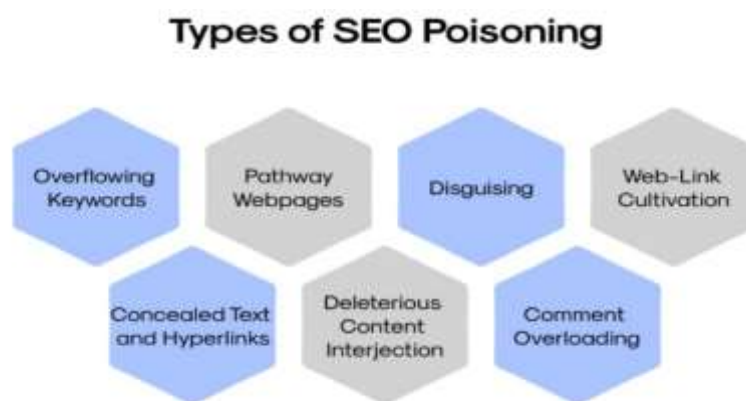 Types of SEO Poisoning
Overflowing
Keywords
Pathway
Webpages
Disguising
Web-Link
Cultivation
Concealed Text
and Hyperlinks
Deleterious
Content
Interjection
Comment
Overloading